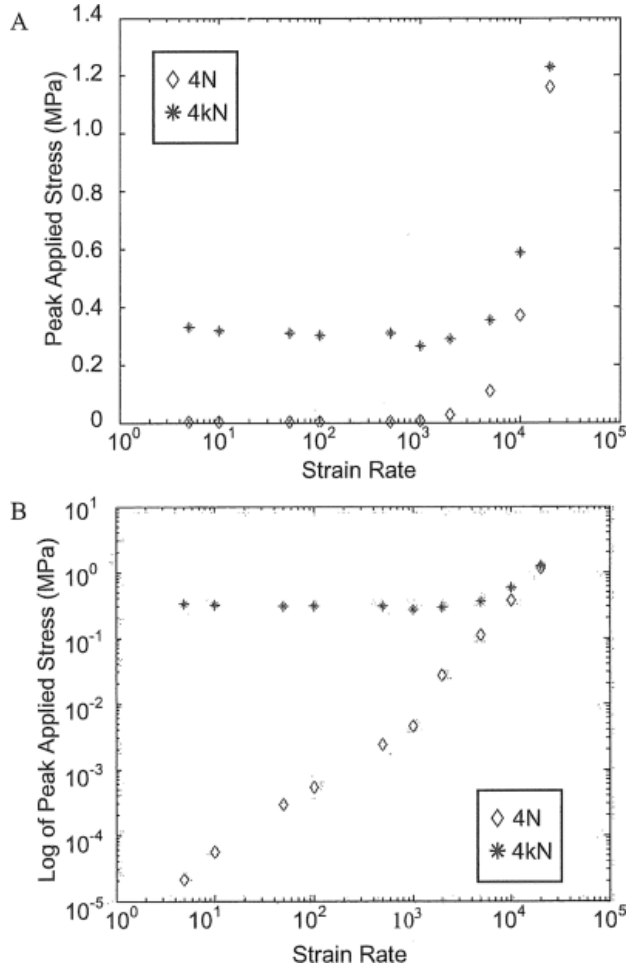 A
1.4
1.2
1.0
0.8
0.6
0.4
0.2
0
Peak Applied Stress (MPa)
4N
4kN
10^0 10^1 10^2 10^3 10^4 10^5
Strain Rate
B
10^1
10^0
10^-1
10^-2
10^-3
10^-4
10^-5
Log of Peak Applied Stress (MPa)
4N
4kN
10^0 10^1 10^2 10^3 10^4 10^5
Strain Rate